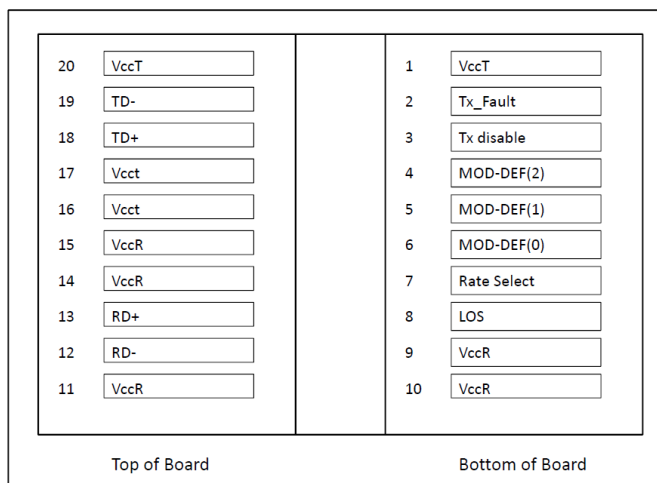 20 VccT 1 VccT
19 TD- 2 Tx_Fault
18 TD+ 3 Tx disable
17 Vcct 4 MOD-DEF(2)
16 Vcct 5 MOD-DEF(1)
15 VccR 6 MOD-DEF(0)
14 VccR 7 Rate Select
13 RD+ 8 LOS
12 RD- 9 VccR
11 VccR 10 VccR
Top of Board Bottom of Board